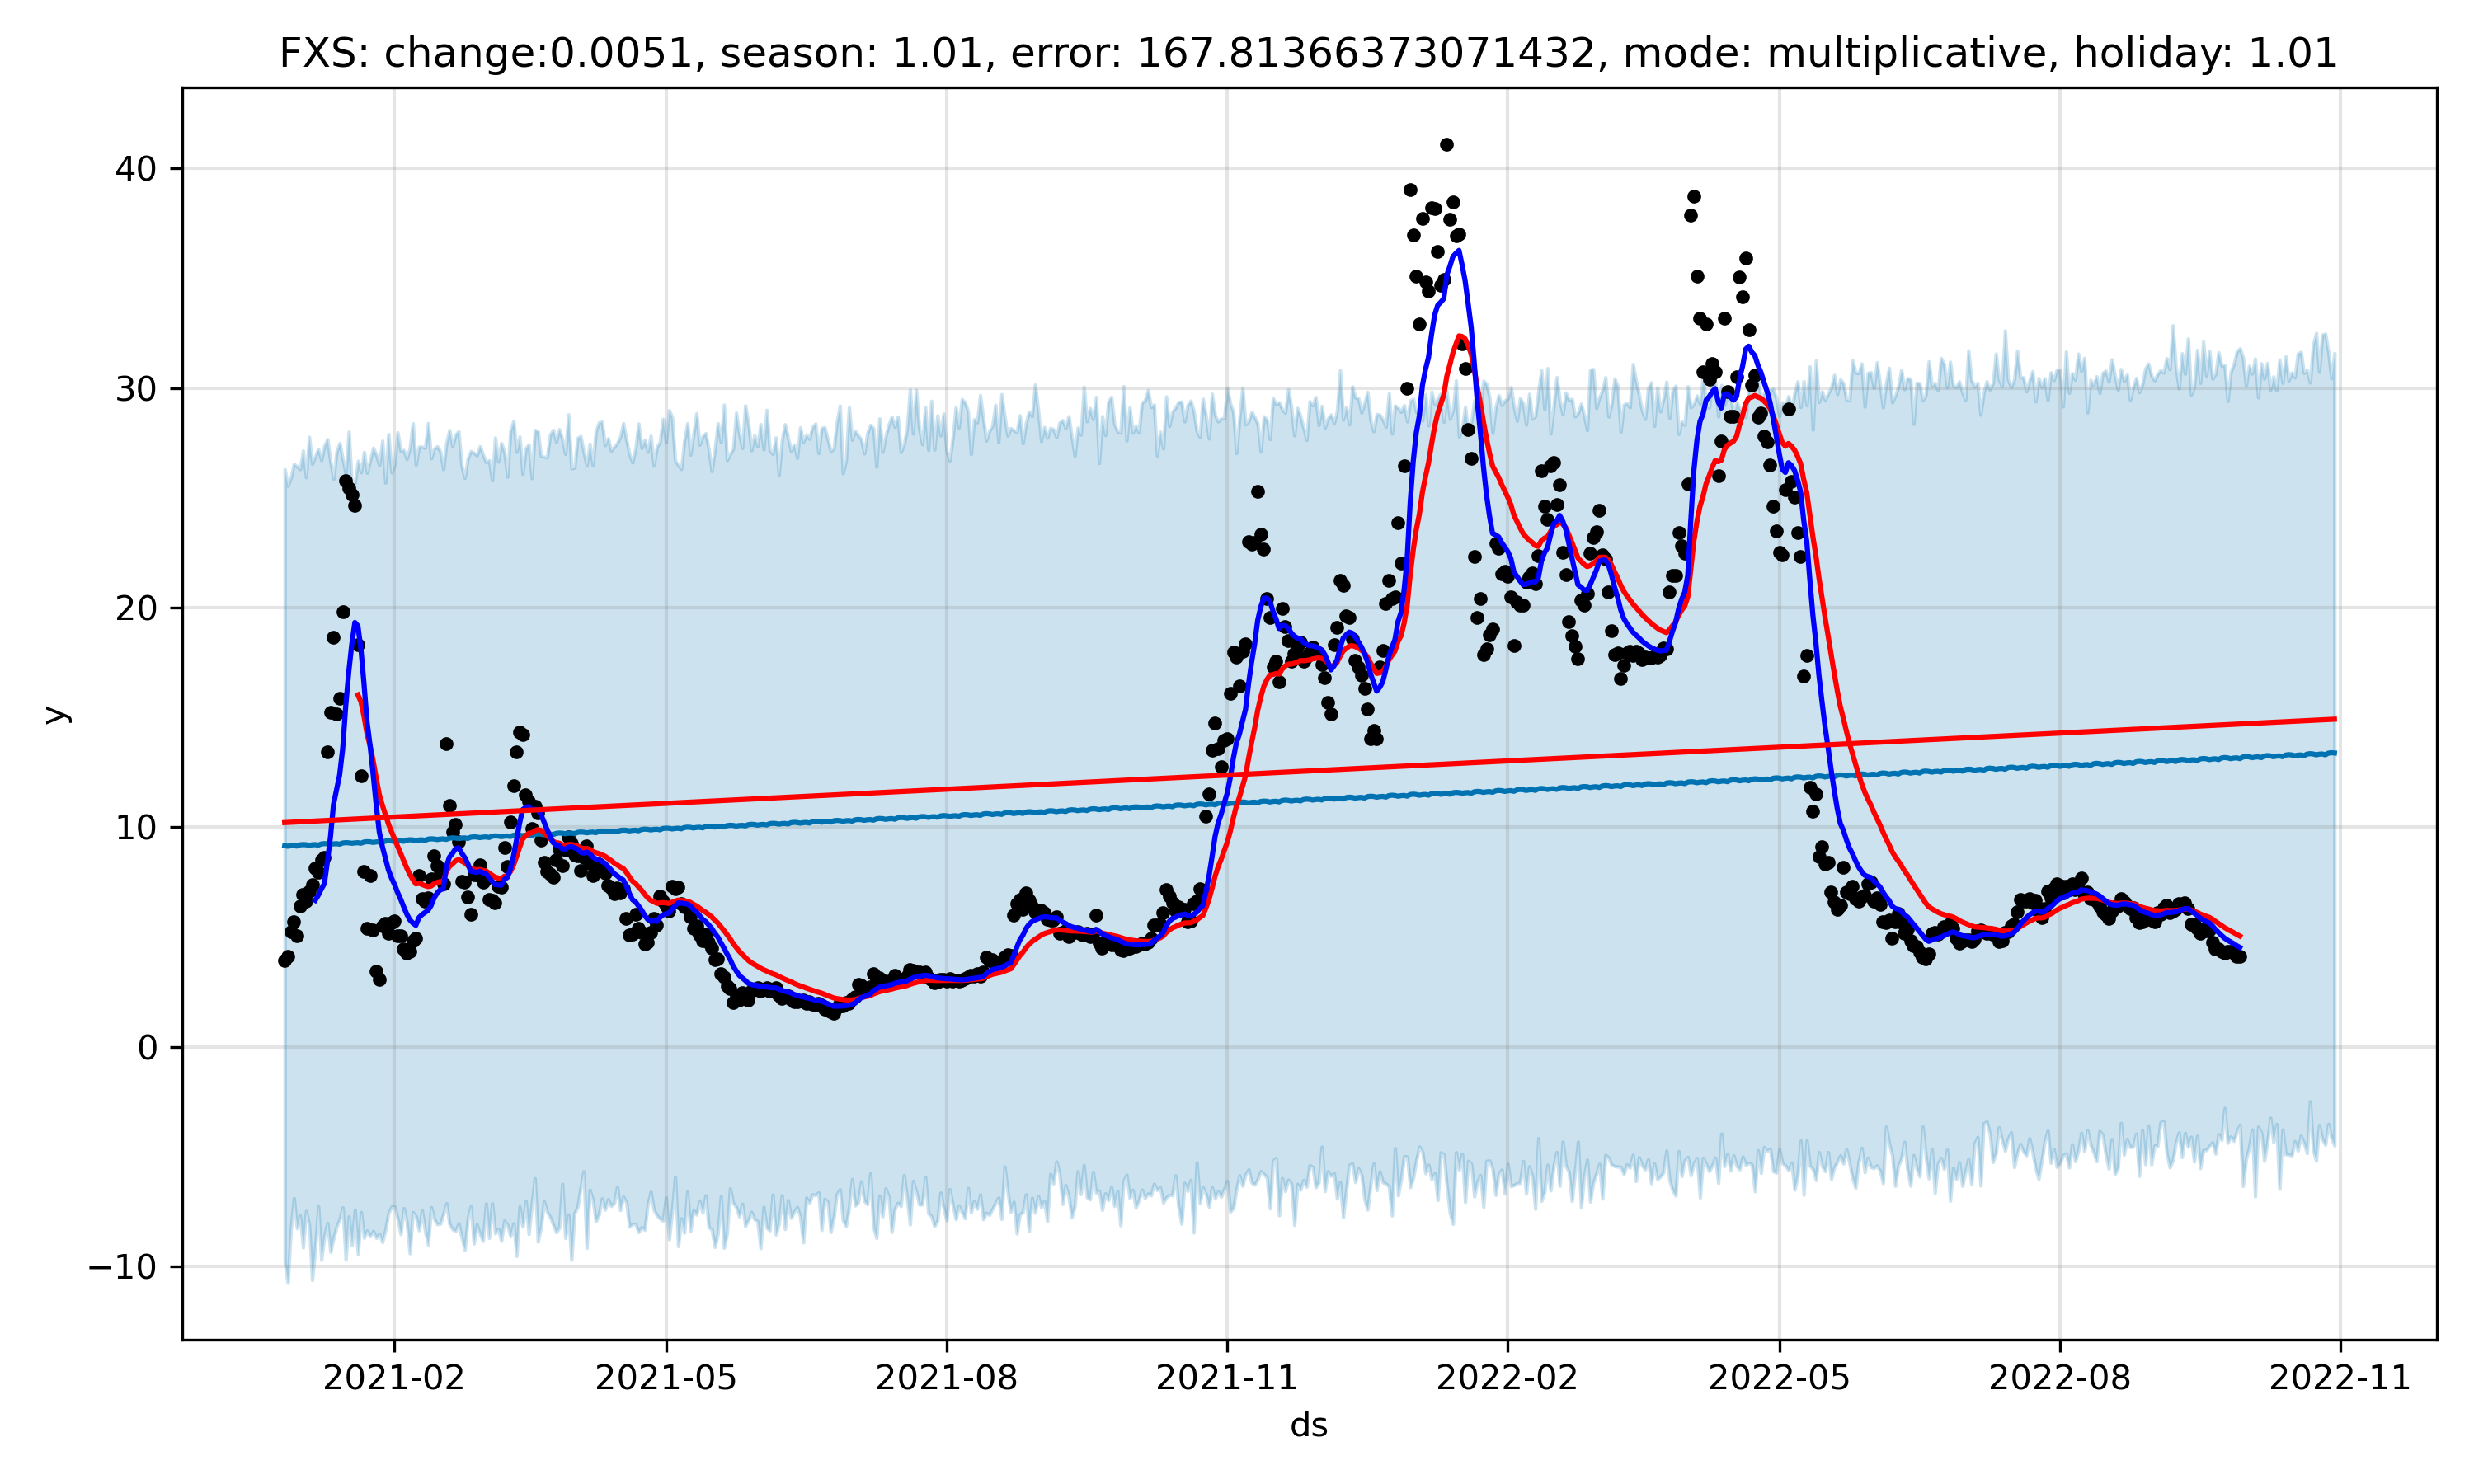 FXS: change:0.0051, season: 1.01, error: 167.81366373071432, mode: multiplicative, holiday: 1.01
40
30
20
10
0
−10
y
2021-02 2021-05 2021-08 2021-11 2022-02 2022-05 2022-08 2022-11
ds